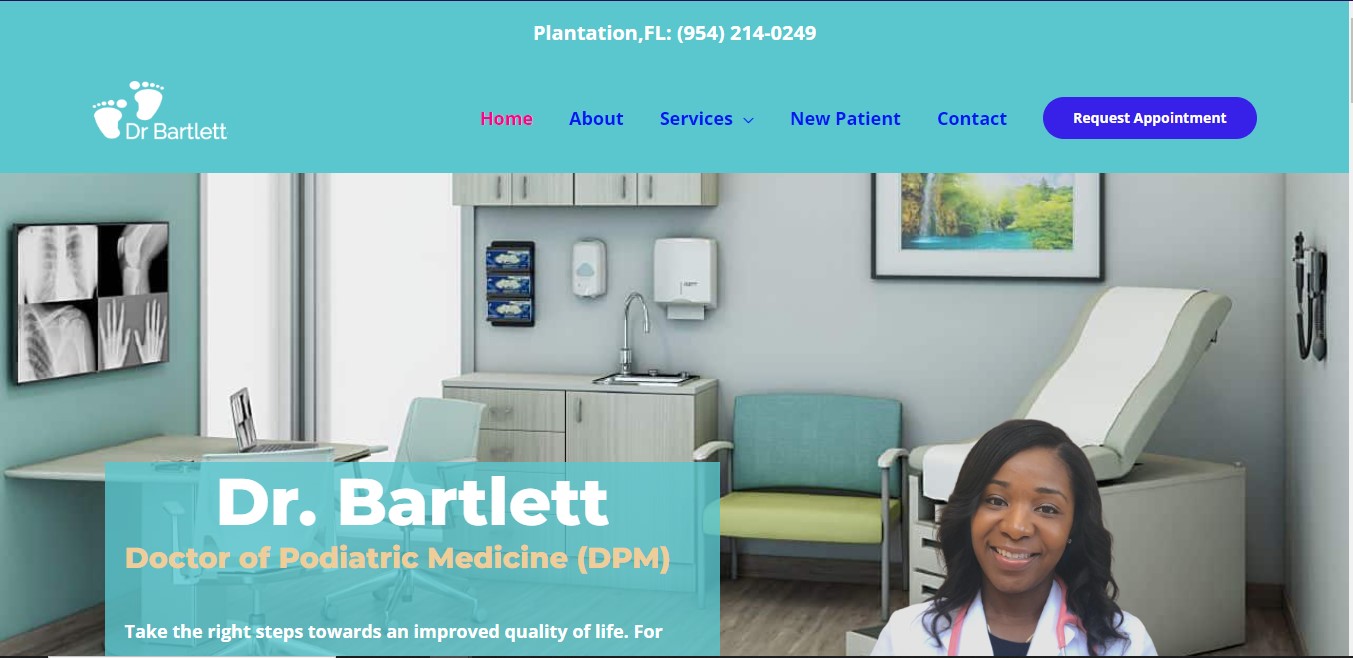 Plantation,FL: (954) 214-0249
Dr Bartlett
Home About Services New Patient Contact Request Appointment
Dr. Bartlett
Doctor of Podiatric Medicine (DPM)
Take the right steps towards an improved quality of life. For